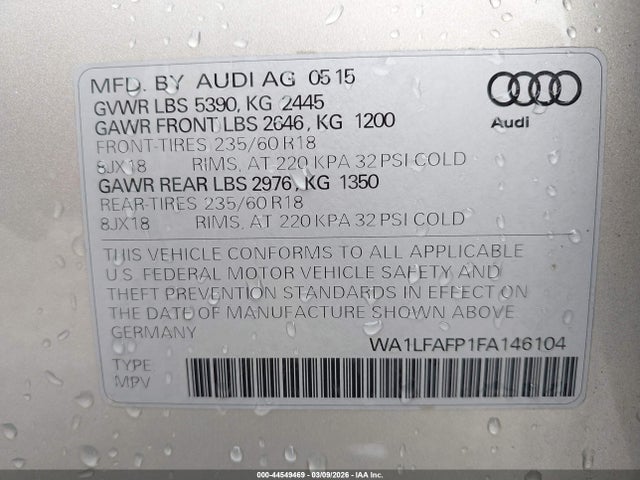 MFD. BY AUDI AG 05 15
GVWR LBS 5390, KG 2445
GAWR FRONT LBS 2646, KG 1200
FRONT-TIRES 235/60 R18
8JX18 RIMS, AT 220 KPA 32 PSI COLD
GAWR REAR LBS 2976, KG 1350
REAR-TIRES 235/60 R18
8JX18 RIMS, AT 220 KPA 32 PSI COLD
Audi
THIS VEHICLE CONFORMS TO ALL APPLICABLE
U.S. FEDERAL MOTOR VEHICLE SAFETY AND
THEFT PREVENTION STANDARDS IN EFFECT ON
THE DATE OF MANUFACTURE SHOWN ABOVE
GERMANY
WA1LFAFP1FA146104
TYPE
MPV
000-44549469 | 03/09/2026 - IAA Inc.